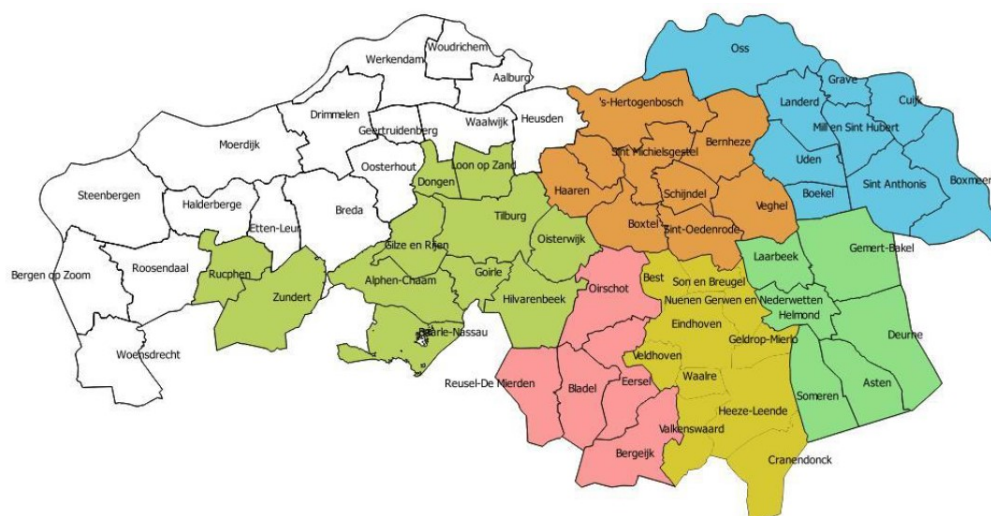 Woudrichem
Werkendam
Aalburg
Oss
Drimmelen
Geertruidenberg
Waalwijk
Heusden
's-Hertogenbosch
Landerd
Grave
Cuijk
Moerdijk
Mill en Sint Hubert
Bernheze
Sint Michielsgestel
Oosterhout
Loon op Zand
Dongen
Uden
Boekel
Sint Anthonis
Boxmeer
Steenbergen
Halderberge
Haaren
Schijndel
Veghel
Breda
Etten-Leur
Tilburg
Boxtel
Sint-Oedenrode
Oisterwijk
Gilze en Rijen
Gemert-Bakel
Laarbeek
Bergen op Zoom
Roosendaal
Rucphen
Goirle
Best
Son en Breugel
Alphen-Chaam
Oirschot
Zundert
Hilvarenbeek
Nuenen Gerwen en Nederwetten
Helmond
Eindhoven
Baarle-Nassau
Geldrop-Mierlo
Deurne
Woensdrecht
Veldhoven
Waalre
Reusel-De Mierden
Bladel
Eersel
Asten
Someren
Heeze-Leende
Valkenswaard
Bergeijk
Cranendonck